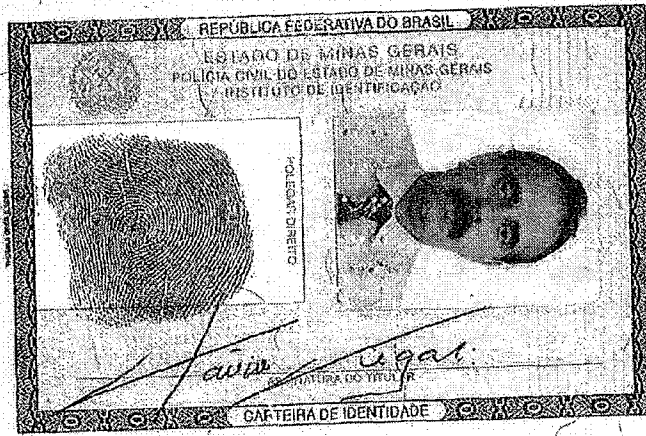 REPÚBLICA FEDERATIVA DO BRASIL
ESTADO DE MINAS GERAIS
POLÍCIA CIVIL DO ESTADO DE MINAS GERAIS
INSTITUTO DE IDENTIFICAÇÃO
POLEGAR DIREITO
ASSINATURA DO TITULAR
CARTEIRA DE IDENTIDADE